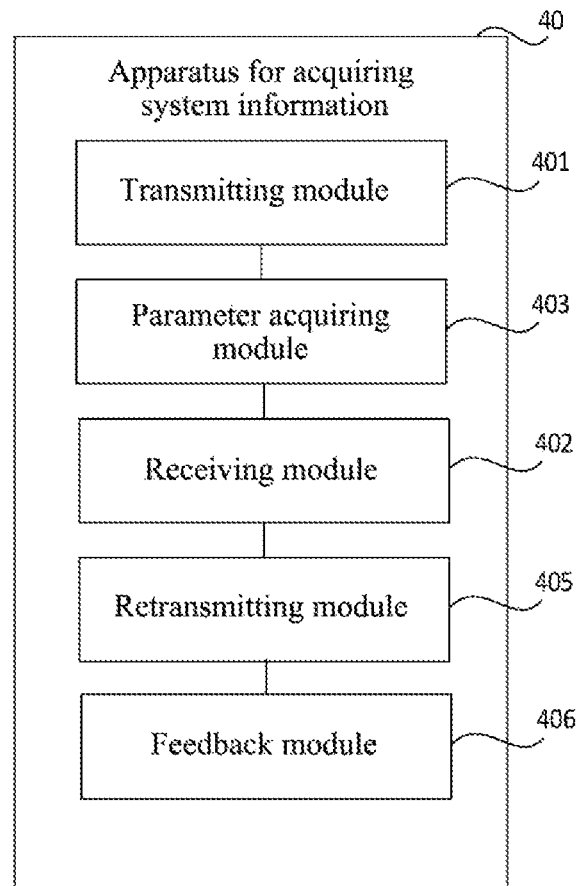 40
Apparatus for acquiring
system information
Transmitting module
401
Parameter acquiring
module
403
Receiving module
402
Retransmitting module
405
Feedback module
406